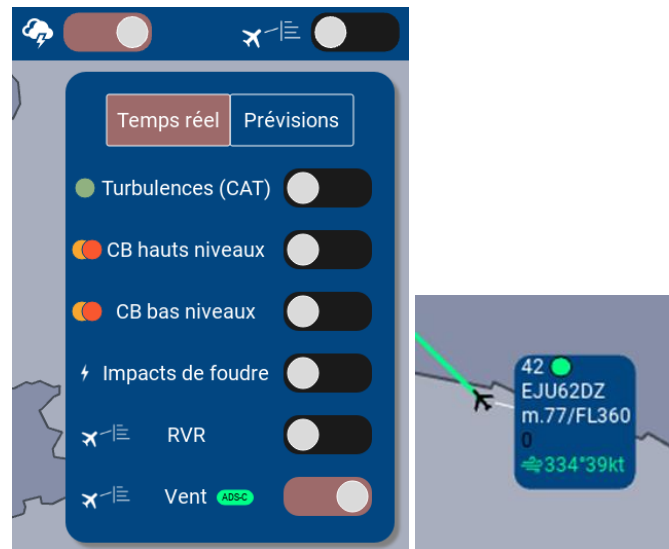 Temps réel Prévisions
Turbulences (CAT)
CB hauts niveaux
CB bas niveaux
Impacts de foudre
RVR
Vent ADS-C
42
EJU62DZ
m.77/FL360
0
334°39kt